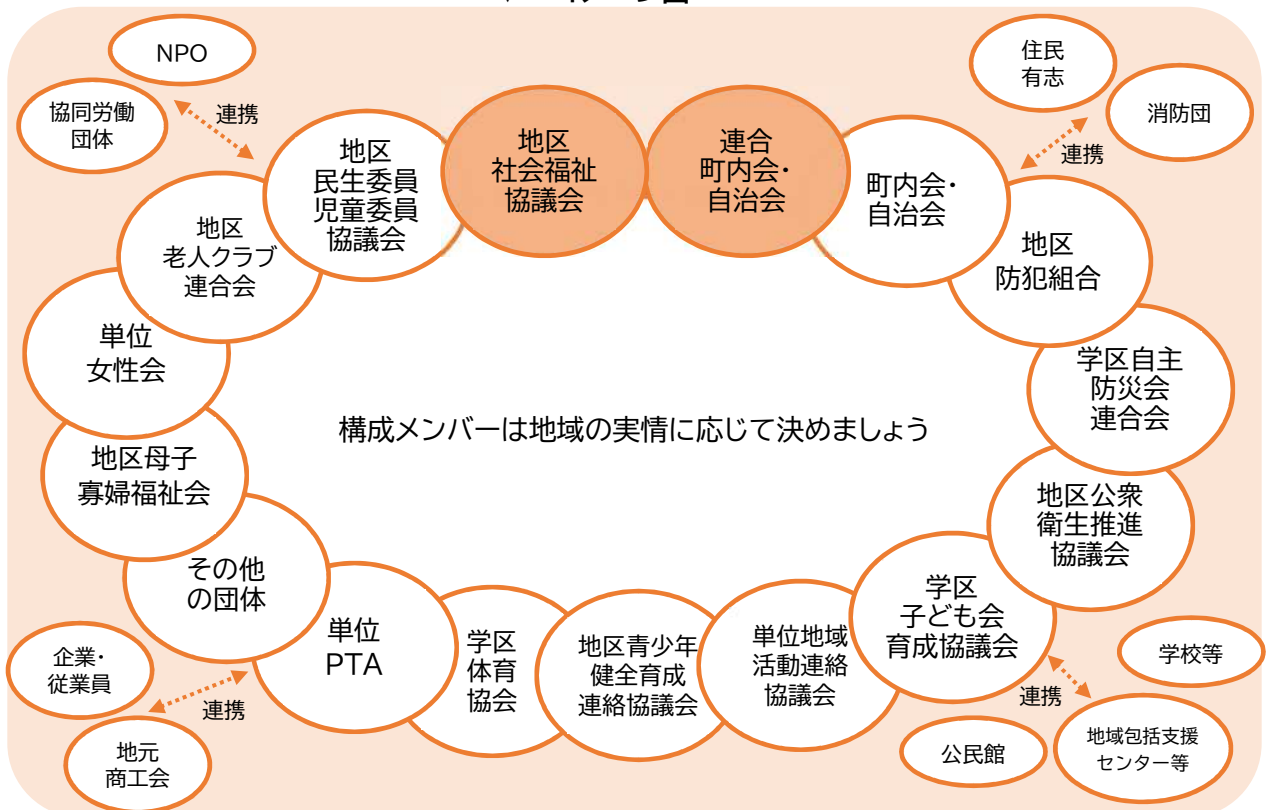 NPO
協同労働
団体
連携
地区
民生委員
児童委員
協議会
地区
社会福祉
協議会
連合
町内会・
自治会
町内会・
自治会
住民
有志
消防団
連携
地区
老人クラブ
連合会
地区
防犯組合
単位
女性会
学区自主
防災会
連合会
構成メンバーは地域の実情に応じて決めましょう
地区母子
寡婦福祉会
地区公衆
衛生推進
協議会
その他
の団体
単位
PTA
学区
体育
協会
地区青少年
健全育成
連絡協議会
単位地域
活動連絡
協議会
学区
子ども会
育成協議会
企業・
従業員
連携
地元
商工会
学校等
連携
公民館
地域包括支援
センター等